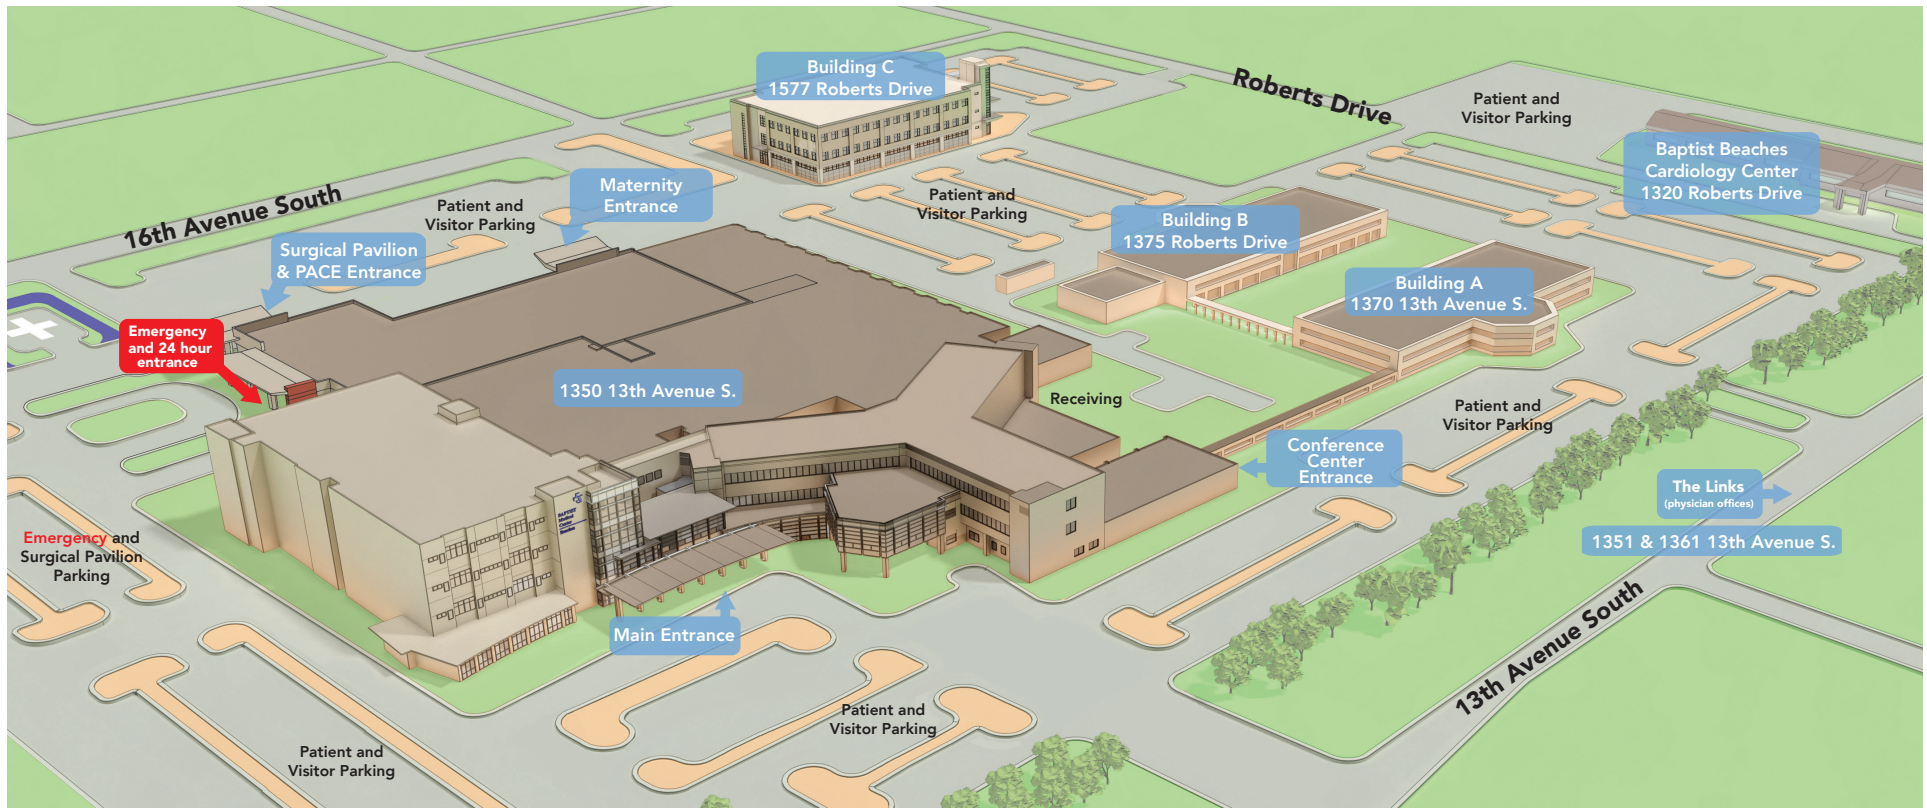 Building C
1577 Roberts Drive
Roberts Drive
Patient and
Visitor Parking
Baptist Beaches
Cardiology Center
1320 Roberts Drive
16th Avenue South
Patient and
Visitor Parking
Maternity
Entrance
Patient and
Visitor Parking
Building B
1375 Roberts Drive
Surgical Pavilion
& PACE Entrance
Building A
1370 13th Avenue S.
Emergency
and 24 hour
entrance
1350 13th Avenue S.
Receiving
Patient and
Visitor Parking
Conference
Center
Entrance
The Links
(physician offices)
1351 & 1361 13th Avenue S.
BAPTIST
Medical
Center
Beaches
Emergency and
Surgical Pavilion
Parking
Main Entrance
13th Avenue South
Patient and
Visitor Parking
Patient and
Visitor Parking